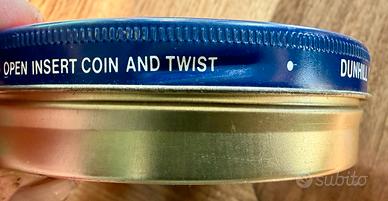 OPEN INSERT COIN AND TWIST
DUNHILL
subito